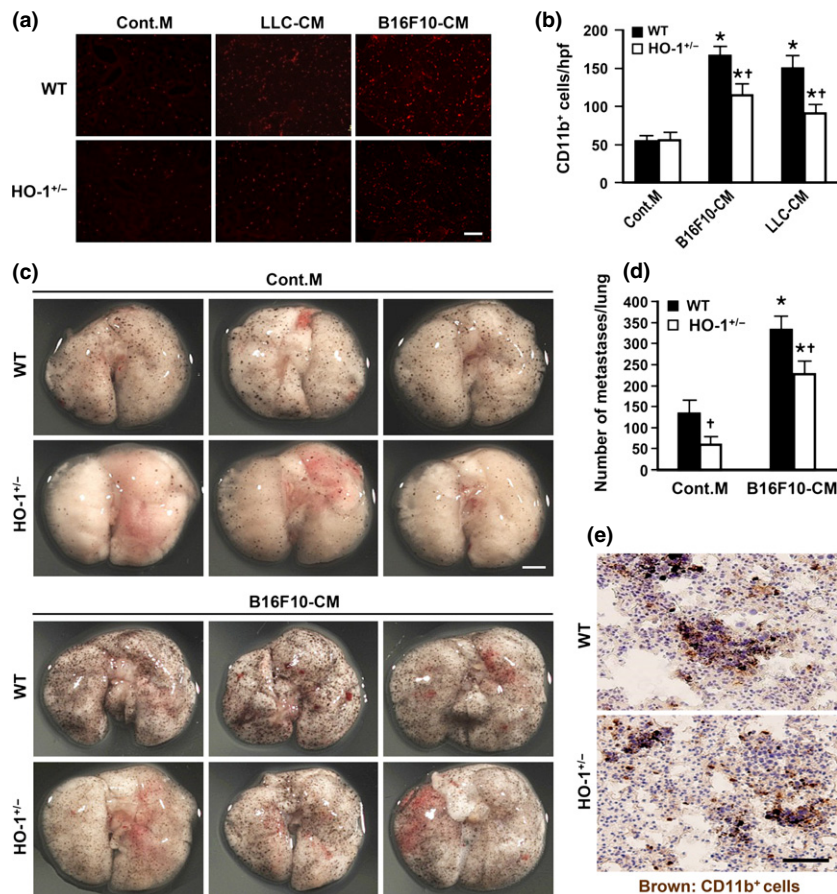 (a)
Cont.M LLC-CM B16F10-CM
WT
HO-1+/−
(b)
WT
HO-1+/−
CD11b+ cells/hpf
200
150
100
50
0
*
*†
*
*†
Cont.M
B16F10-CM
LLC-CM
(c)
Cont.M
WT
HO-1+/−
B16F10-CM
WT
HO-1+/−
(d)
WT
HO-1+/−
Number of metastases/lung
400
350
300
250
200
150
100
50
0
†
*
*†
Cont.M B16F10-CM
(e)
WT
HO-1+/−
Brown: CD11b+ cells